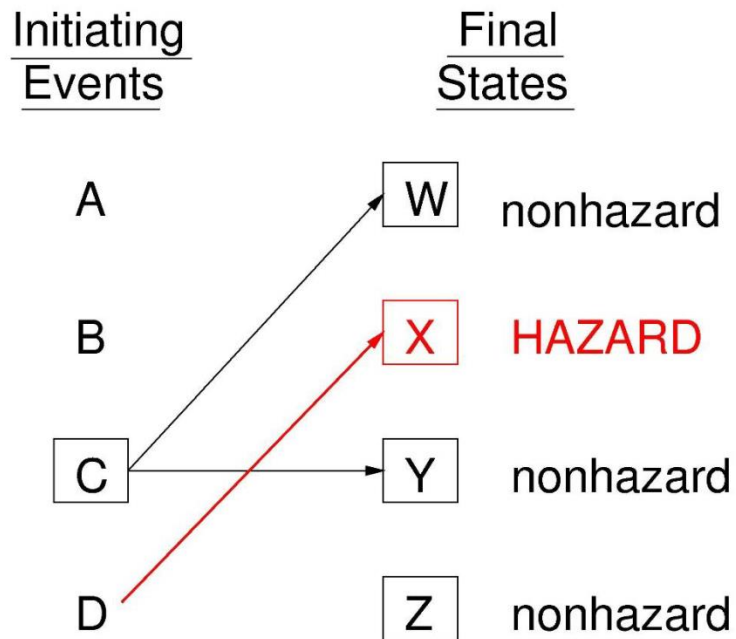 Initiating Final
Events States
A W nonhazard
B X HAZARD
C Y nonhazard
D Z nonhazard